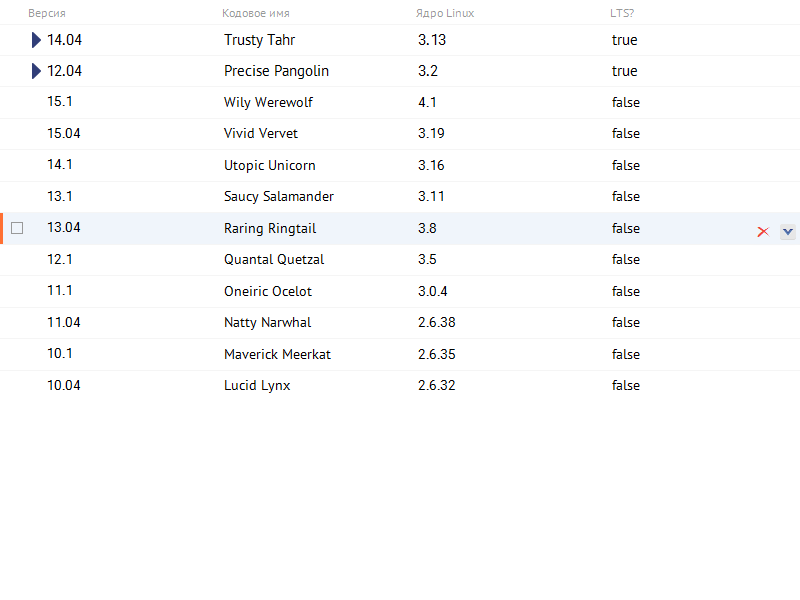 Версия Кодовое имя Ядро Linux LTS?
14.04 Trusty Tahr 3.13 true
12.04 Precise Pangolin 3.2 true
15.1 Wily Werewolf 4.1 false
15.04 Vivid Vervet 3.19 false
14.1 Utopic Unicorn 3.16 false
13.1 Saucy Salamander 3.11 false
13.04 Raring Ringtail 3.8 false
12.1 Quantal Quetzal 3.5 false
11.1 Oneiric Ocelot 3.0.4 false
11.04 Natty Narwhal 2.6.38 false
10.1 Maverick Meerkat 2.6.35 false
10.04 Lucid Lynx 2.6.32 false